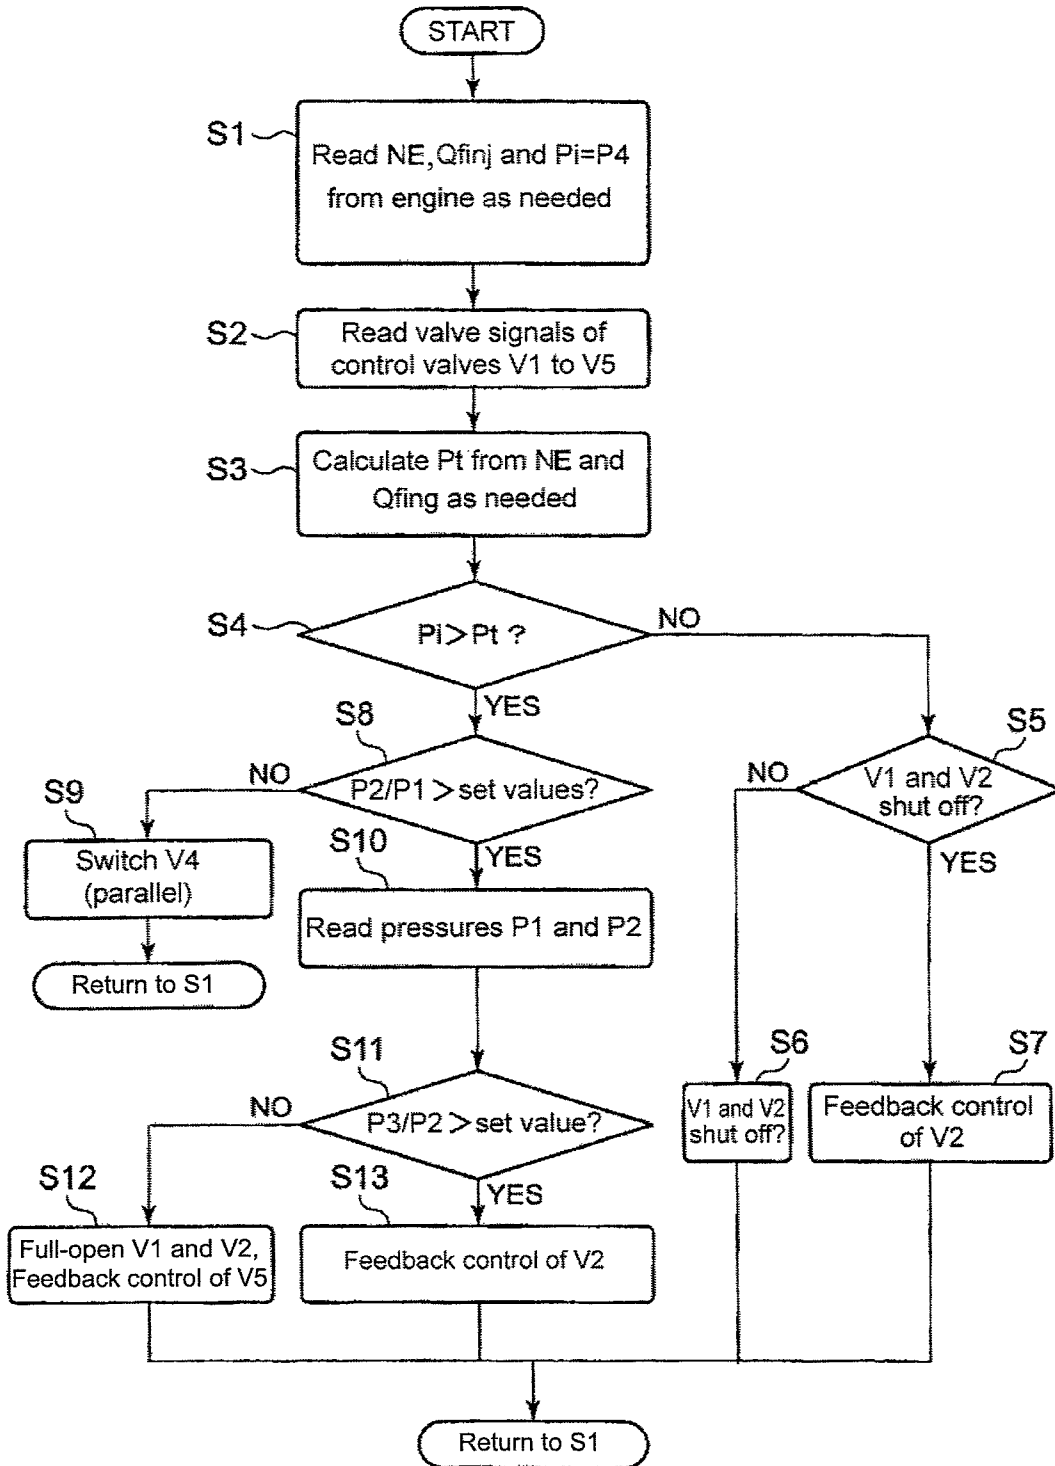 START
S1
Read NE,Qfinj and Pi=P4
from engine as needed
S2
Read valve signals of
control valves V1 to V5
S3
Calculate Pt from NE and
Qfing as needed
S4
Pi>Pt ?
NO
YES
S8
P2/P1>set values?
NO
YES
S5
V1 and V2
shut off?
NO
YES
S9
Switch V4
(parallel)
Return to S1
S10
Read pressures P1 and P2
S11
P3/P2>set value?
NO
YES
S6
V1 and V2
shut off?
S7
Feedback control
of V2
S12
Full-open V1 and V2,
Feedback control of V5
S13
Feedback control of V2
Return to S1